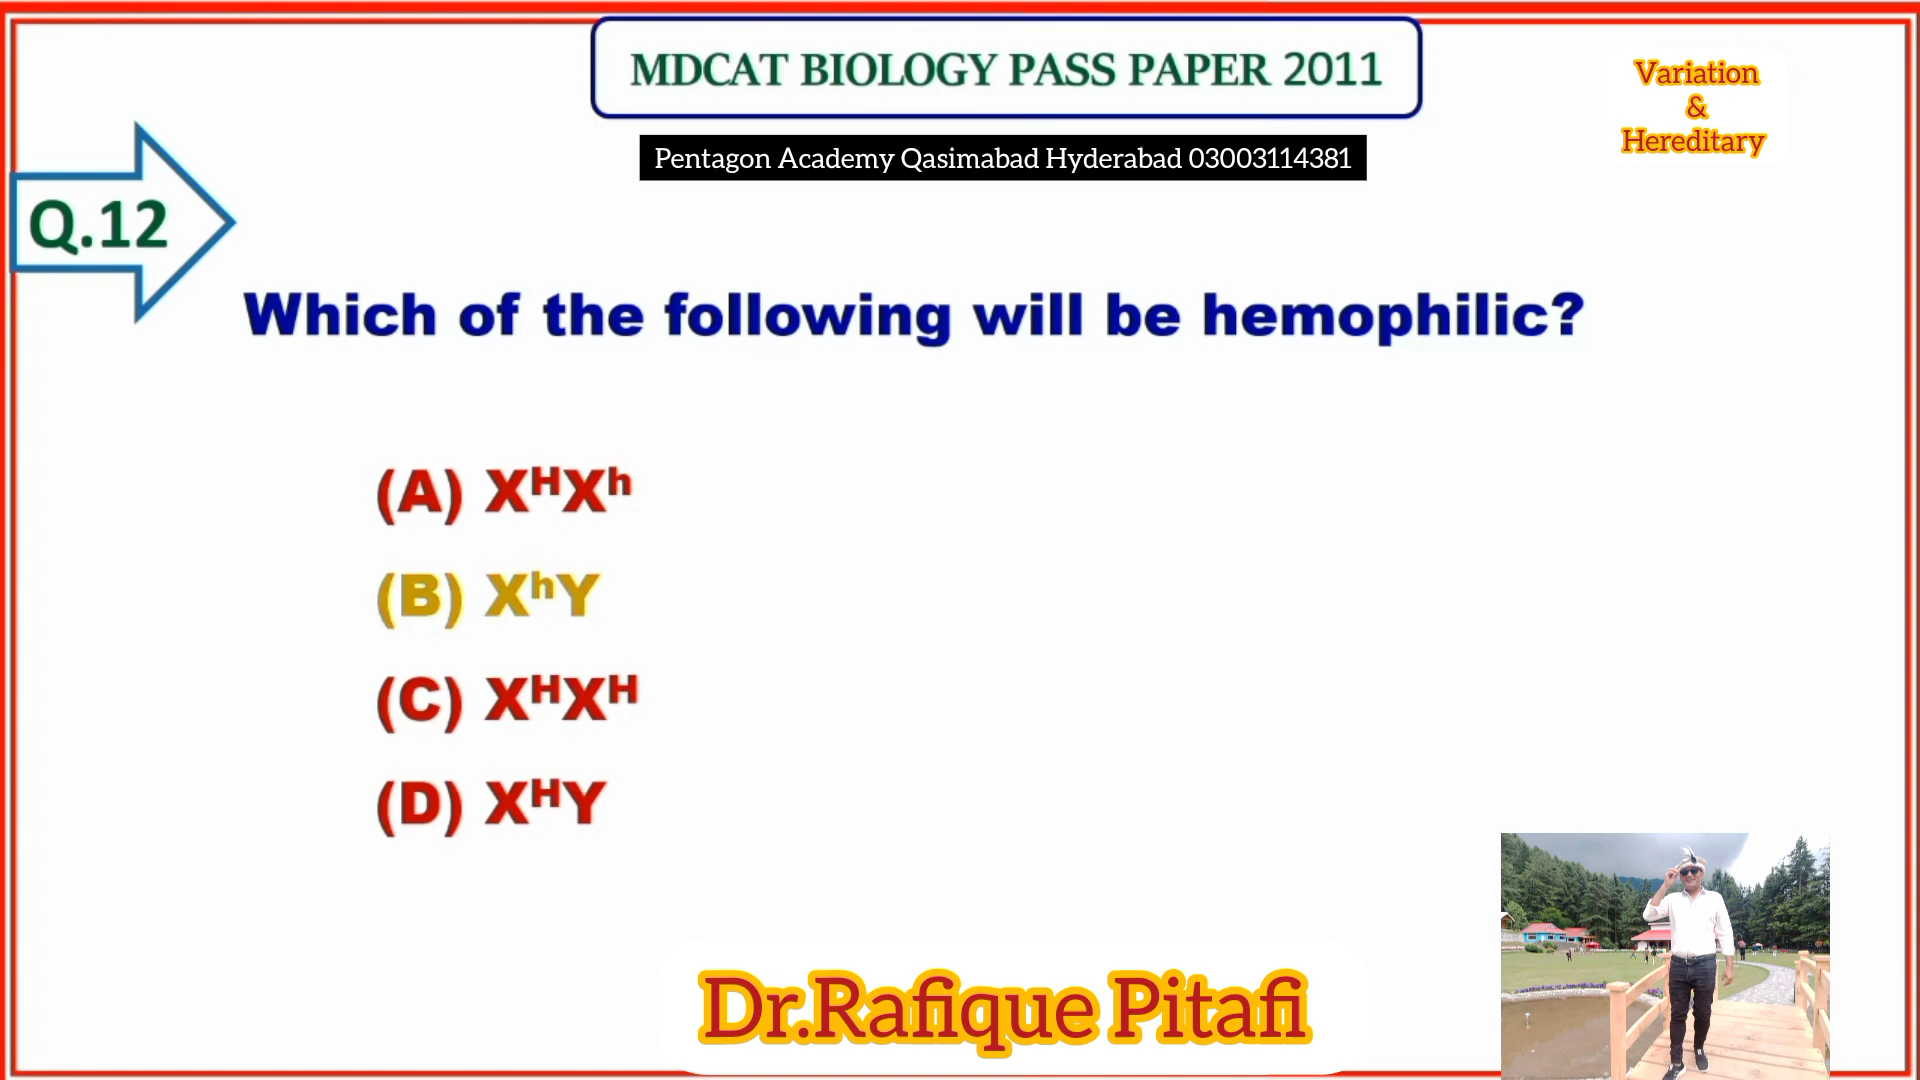 MDCAT BIOLOGY PASS PAPER 2011
Variation
&
Hereditary
Pentagon Academy Qasimabad Hyderabad 03003114381
Q.12
Which of the following will be hemophilic?
(A) XᴴXʰ
(B) XʰY
(C) XᴴXᴴ
(D) XᴴY
Dr.Rafique Pitafi